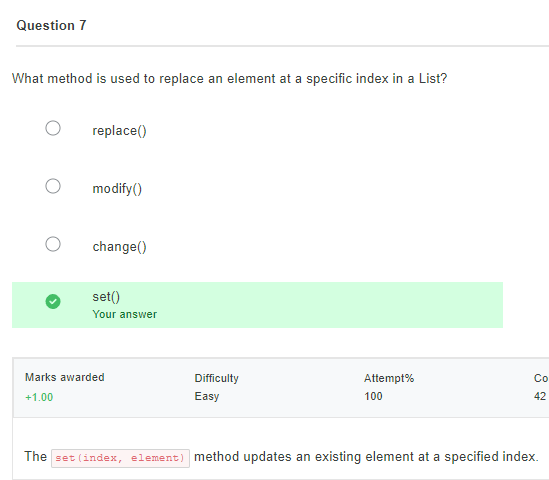 Question 7
What method is used to replace an element at a specific index in a List?
replace()
modify()
change()
set()
Your answer
Marks awarded Difficulty Attempt% Co
+1.00 Easy 100 42
The set(index, element) method updates an existing element at a specified index.